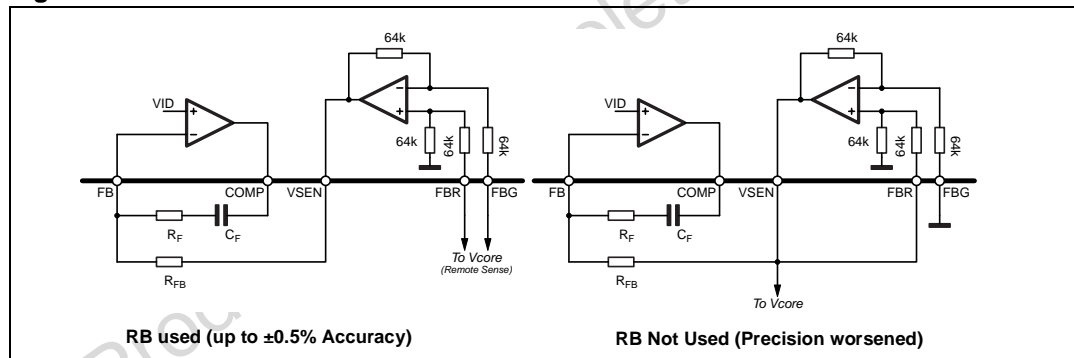 64k
VID
+
−
−
+
64k
64k
64k
FB
COMP
VSEN
FBR
FBG
RF
CF
RFB
To Vcore
(Remote Sense)
RB used (up to ±0.5% Accuracy)
64k
VID
+
−
−
+
64k
64k
64k
FB
COMP
VSEN
FBR
FBG
RF
CF
RFB
To Vcore
RB Not Used (Precision worsened)